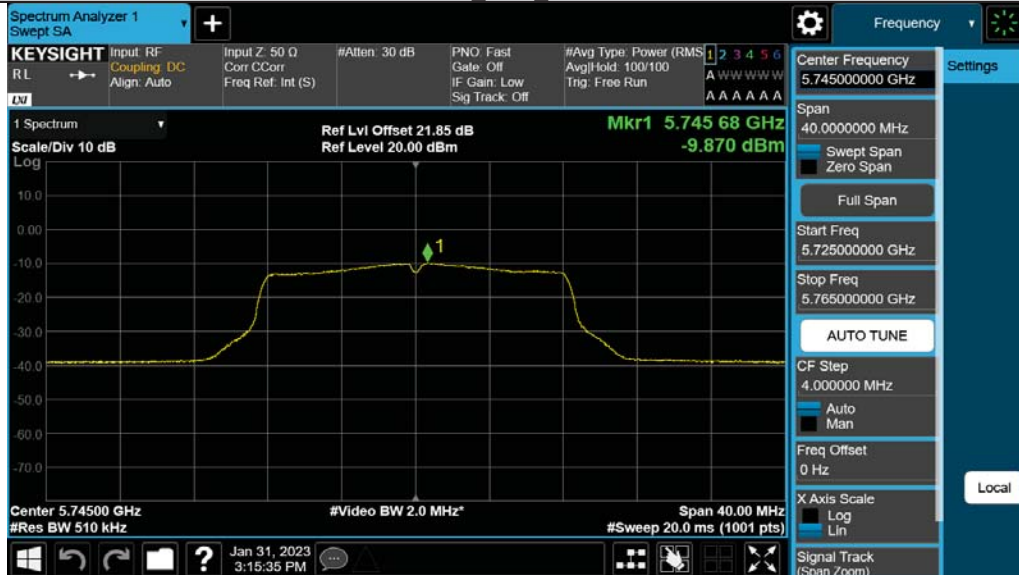 Spectrum Analyzer 1
Swept SA
Frequency
KEYSIGHT
RL
LXI
Input: RF
Coupling: DC
Align: Auto
Input Z: 50 Ω
Corr CCorr
Freq Ref: Int (S)
#Atten: 30 dB
PNO: Fast
Gate: Off
IF Gain: Low
Sig Track: Off
#Avg Type: Power (RMS
Avg|Hold: 100/100
Trig: Free Run
1 2 3 4 5 6
A W W W W W
A A A A A A
1 Spectrum
Scale/Div 10 dB
Log
Ref Lvl Offset 21.85 dB
Ref Level 20.00 dBm
Mkr1 5.745 68 GHz
-9.870 dBm
10.0
0.00
-10.0
-20.0
-30.0
-40.0
-50.0
-60.0
-70.0
1
Center 5.74500 GHz
#Res BW 510 kHz
#Video BW 2.0 MHz*
Span 40.00 MHz
#Sweep 20.0 ms (1001 pts)
?
Jan 31, 2023
3:15:35 PM
Center Frequency
5.745000000 GHz
Span
40.0000000 MHz
Swept Span
Zero Span
Full Span
Start Freq
5.725000000 GHz
Stop Freq
5.765000000 GHz
AUTO TUNE
CF Step
4.000000 MHz
Auto
Man
Freq Offset
0 Hz
X Axis Scale
Log
Lin
Signal Track
(Span Zoom)
Settings
Local